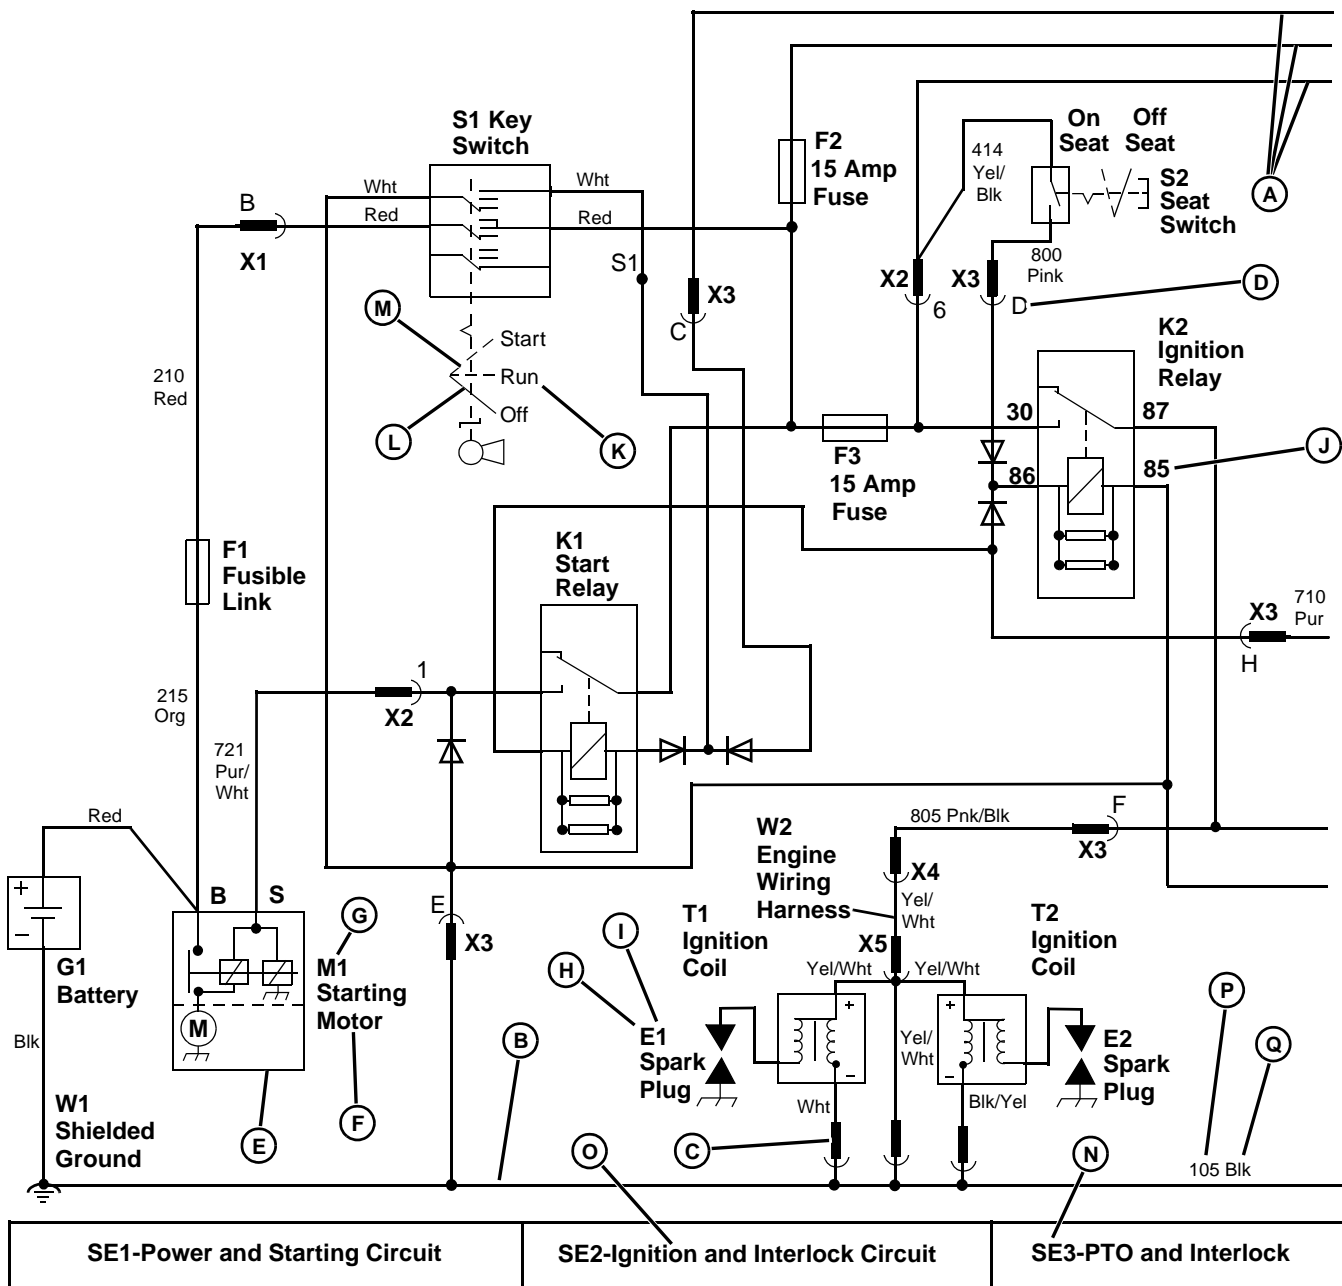 S1 Key
Switch
Wht
Wht
B
Red
Red
X1
S1
F2
15 Amp
Fuse
414
Yel/
Blk
On
Seat
Off
Seat
S2
Seat
Switch
A
800
Pink
X2
6
X3
D
D
X3
C
M
Start
Run
Off
L
K
210
Red
K2
Ignition
Relay
30
87
86
85
J
F3
15 Amp
Fuse
F1
Fusible
Link
K1
Start
Relay
X3
710
Pur
H
215
Org
1
X2
721
Pur/
Wht
Red
805 Pnk/Blk
F
X3
W2
Engine
Wiring
Harness
X4
Yel/
Wht
B
S
G
E
X3
I
H
T1
Ignition
Coil
X5
Yel/Wht
Yel/Wht
T2
Ignition
Coil
+
−
G1
Battery
M1
Starting
Motor
M
Blk
P
Q
B
E1
Spark
Plug
+
−
Yel/
Wht
+
−
E2
Spark
Plug
Wht
Blk/Yel
W1
Shielded
Ground
E
F
O
C
N
105 Blk
SE1-Power and Starting Circuit
SE2-Ignition and Interlock Circuit
SE3-PTO and Interlock